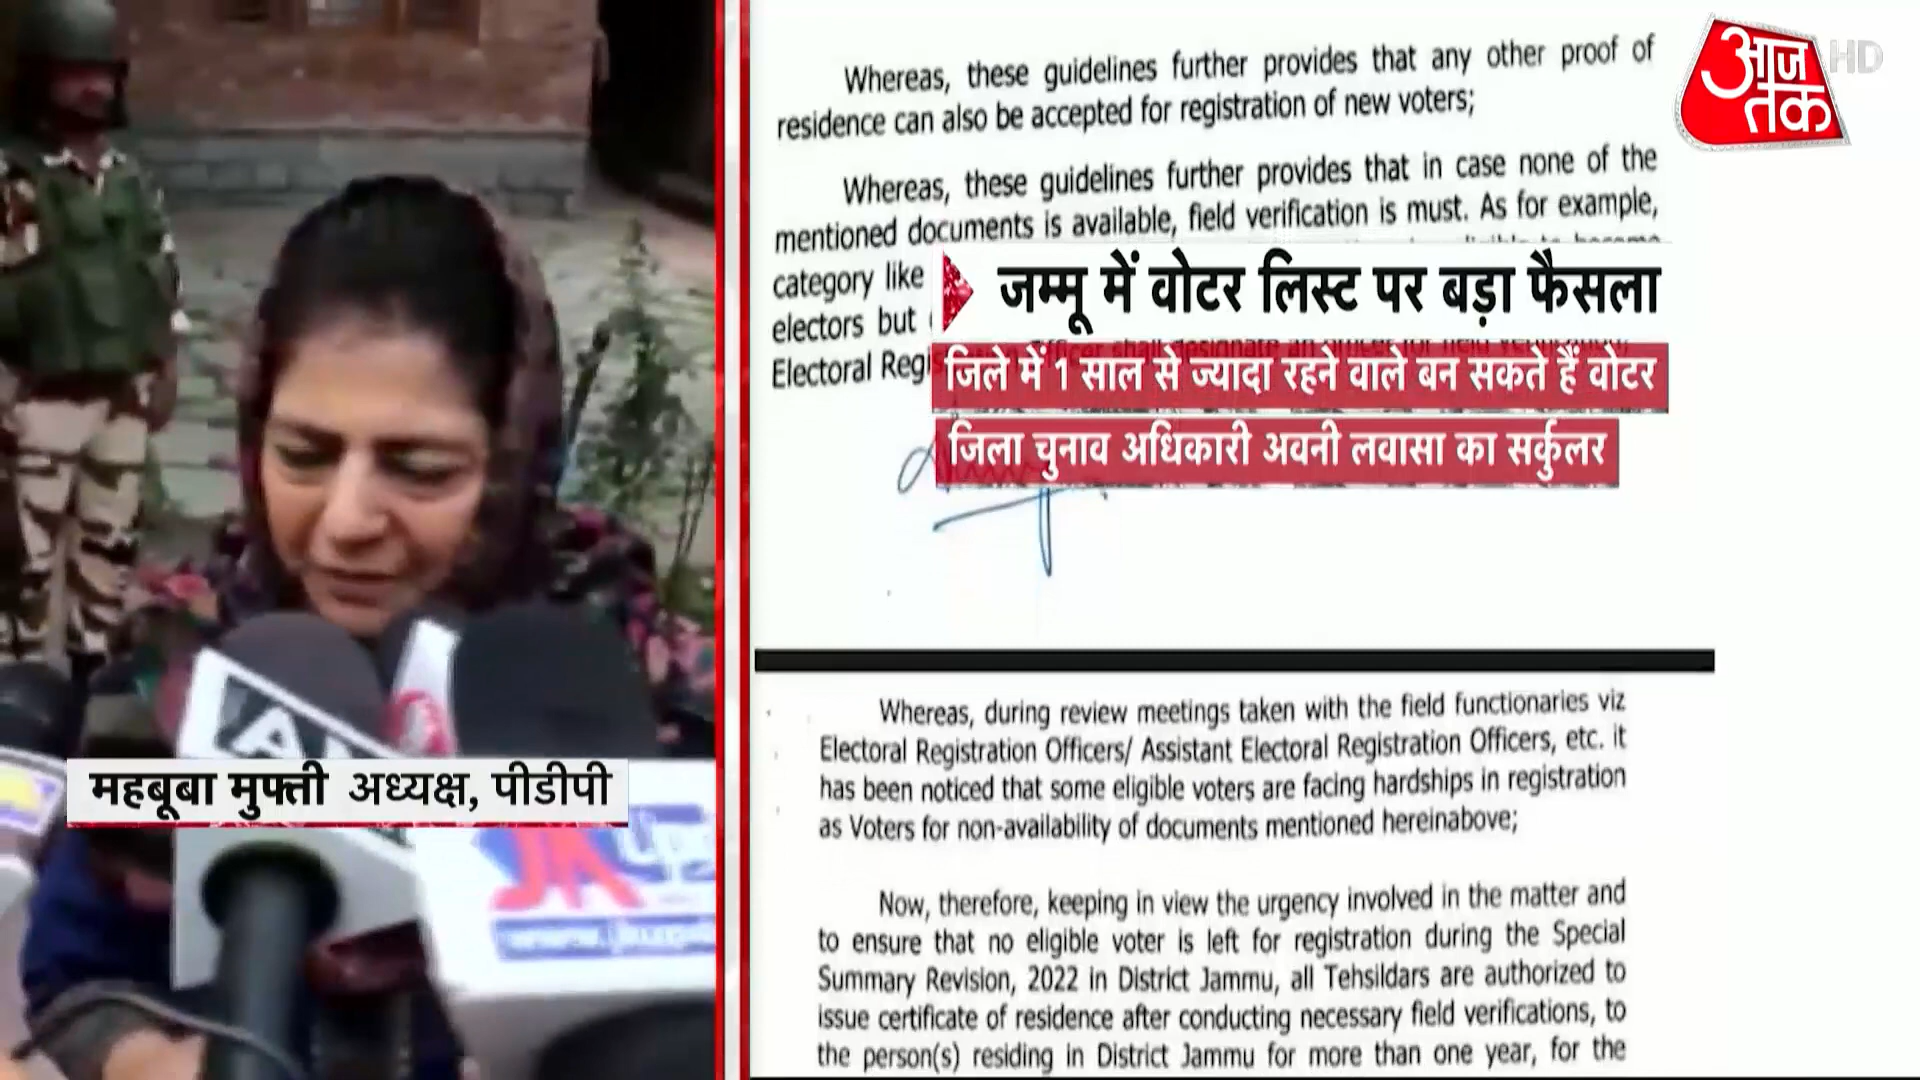 आज
तक
HD
Whereas, these guidelines further provides that any other proof of
residence can also be accepted for registration of new voters;
Whereas, these guidelines further provides that in case none of the
mentioned documents is available, field verification is must. As for example,
category like
electors but
Electoral Regi
जम्मू में वोटर लिस्ट पर बड़ा फैसला
जिले में 1 साल से ज्यादा रहने वाले बन सकते हैं वोटर
जिला चुनाव अधिकारी अवनी लवासा का सर्कुलर
महबूबा मुफ्ती अध्यक्ष, पीडीपी
Whereas, during review meetings taken with the field functionaries viz
Electoral Registration Officers/ Assistant Electoral Registration Officers, etc. it
has been noticed that some eligible voters are facing hardships in registration
as Voters for non-availability of documents mentioned hereinabove;
Now, therefore, keeping in view the urgency involved in the matter and
to ensure that no eligible voter is left for registration during the Special
Summary Revision, 2022 in District Jammu, all Tehsildars are authorized to
issue certificate of residence after conducting necessary field verifications, to
the person(s) residing in District Jammu for more than one year, for the